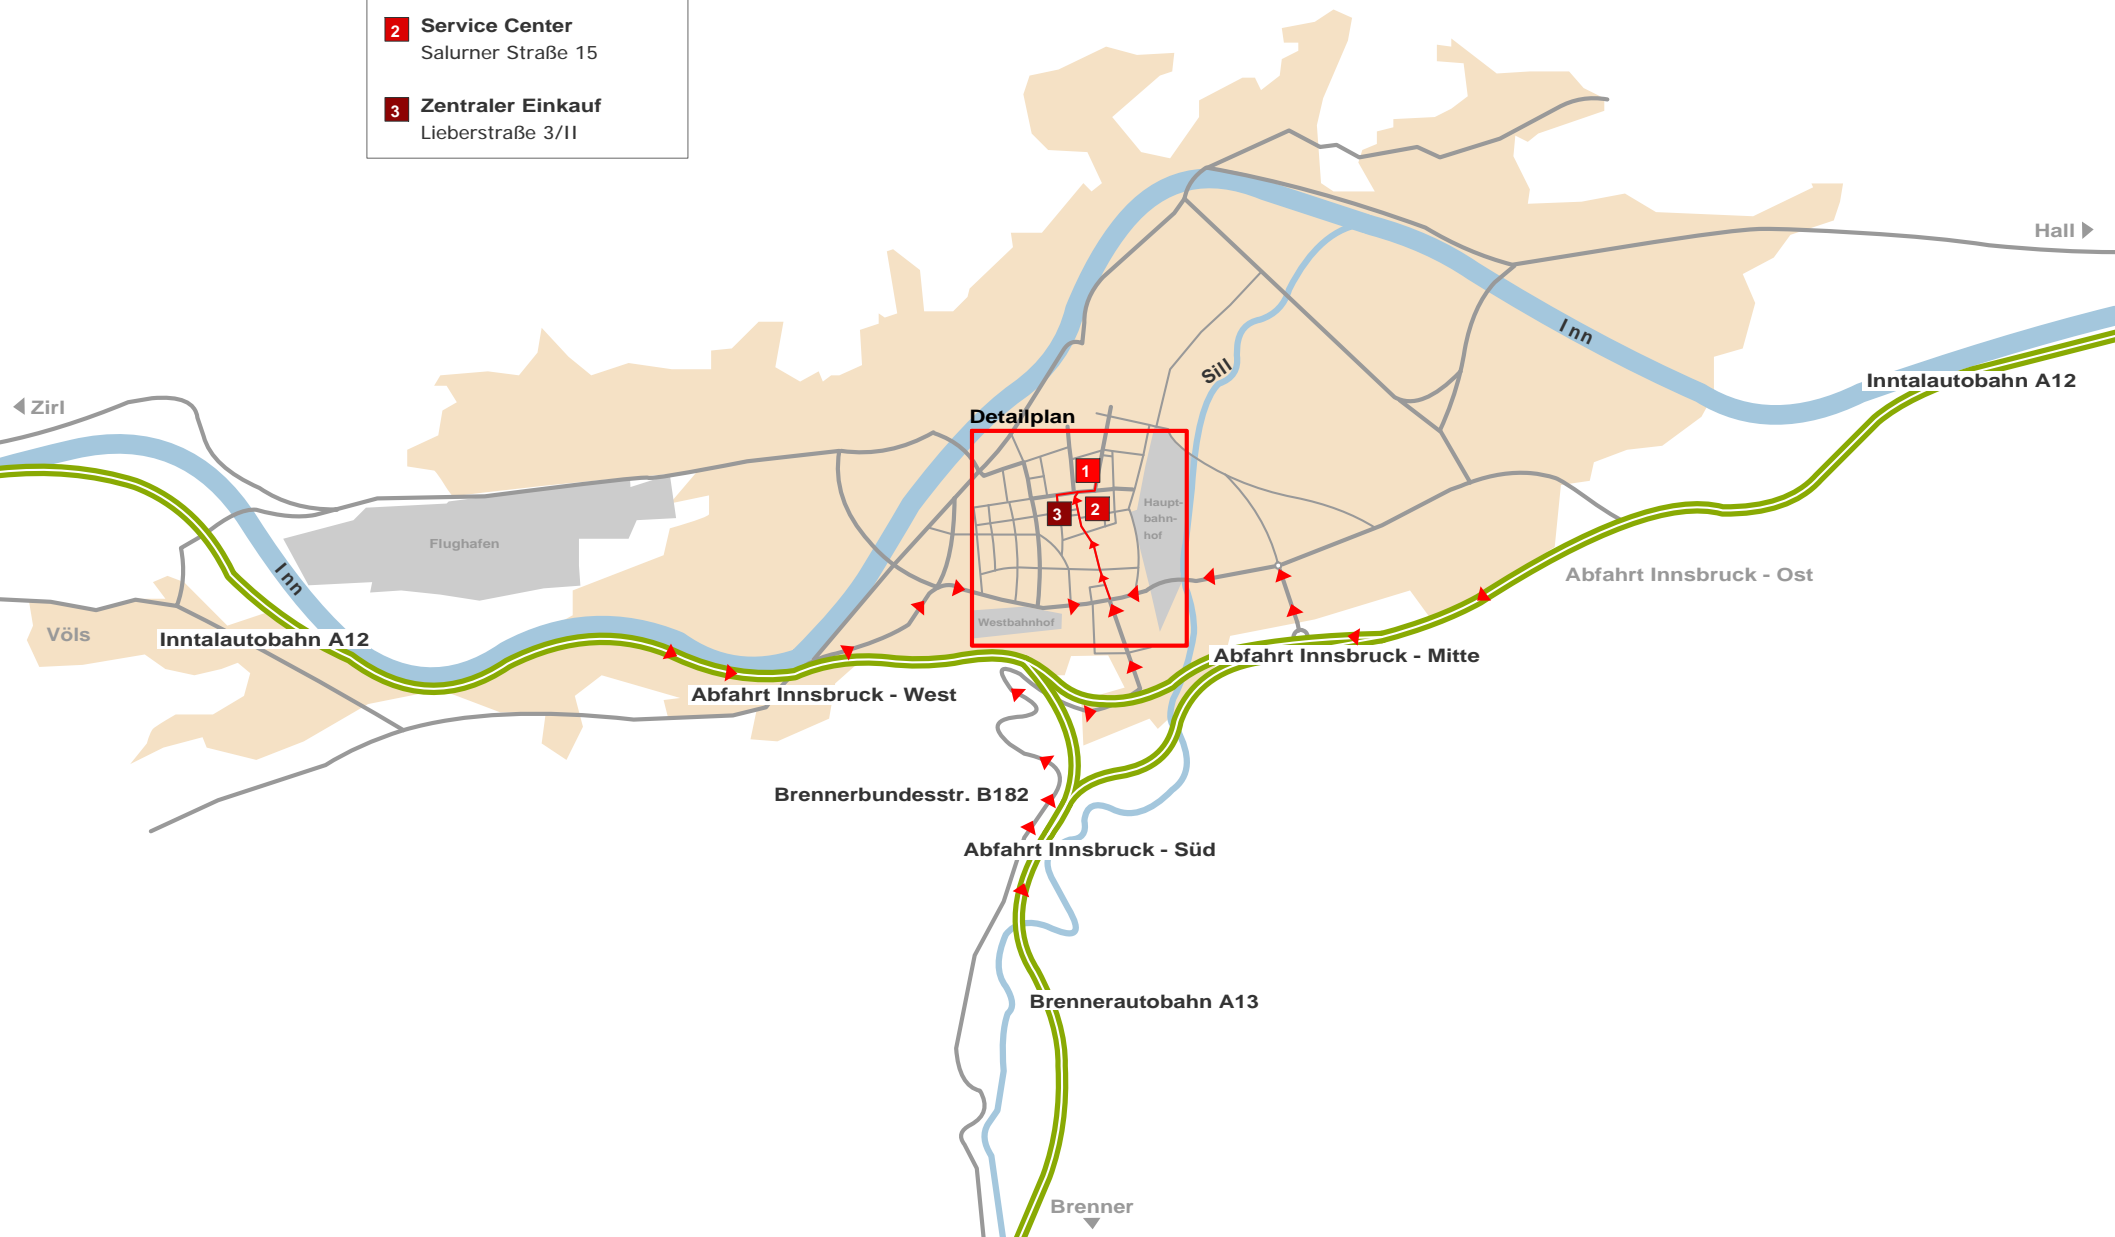 2 Service Center
Salurner Straße 15
3 Zentraler Einkauf
Lieberstraße 3/II
Hall
Inn
Sill
Inntalautobahn A12
Zirl
Detailplan
1
2
3
Haupt-
bahn-
hof
Flughafen
Inn
Abfahrt Innsbruck - Ost
Westbahnhof
Völs
Inntalautobahn A12
Abfahrt Innsbruck - Mitte
Abfahrt Innsbruck - West
Brennerbundesstr. B182
Abfahrt Innsbruck - Süd
Brennerautobahn A13
Brenner